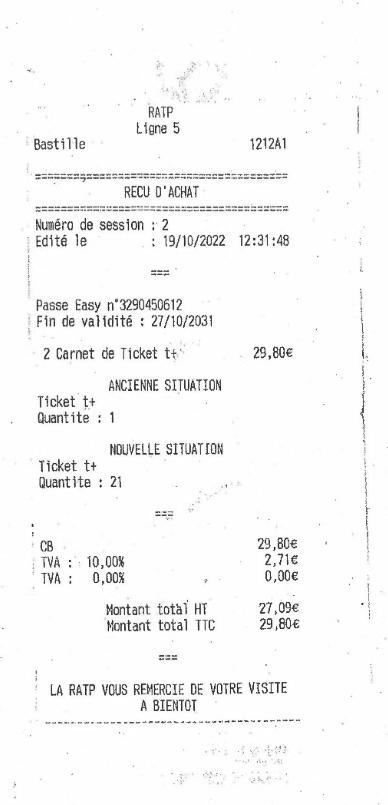 RATP
Ligne 5
Bastille 1212A1
========================================
RECU D'ACHAT
========================================
Numéro de session : 2
Edité le : 19/10/2022 12:31:48
===
Passe Easy n°3290450612
Fin de validité : 27/10/2031
2 Carnet de Ticket t+ 29,80€
ANCIENNE SITUATION
Ticket t+
Quantite : 1
NOUVELLE SITUATION
Ticket t+
Quantite : 21
===
CB 29,80€
TVA : 10,00% 2,71€
TVA : 0,00% 0,00€
Montant total HT 27,09€
Montant total TTC 29,80€
===
LA RATP VOUS REMERCIE DE VOTRE VISITE
A BIENTOT
----------------------------------------